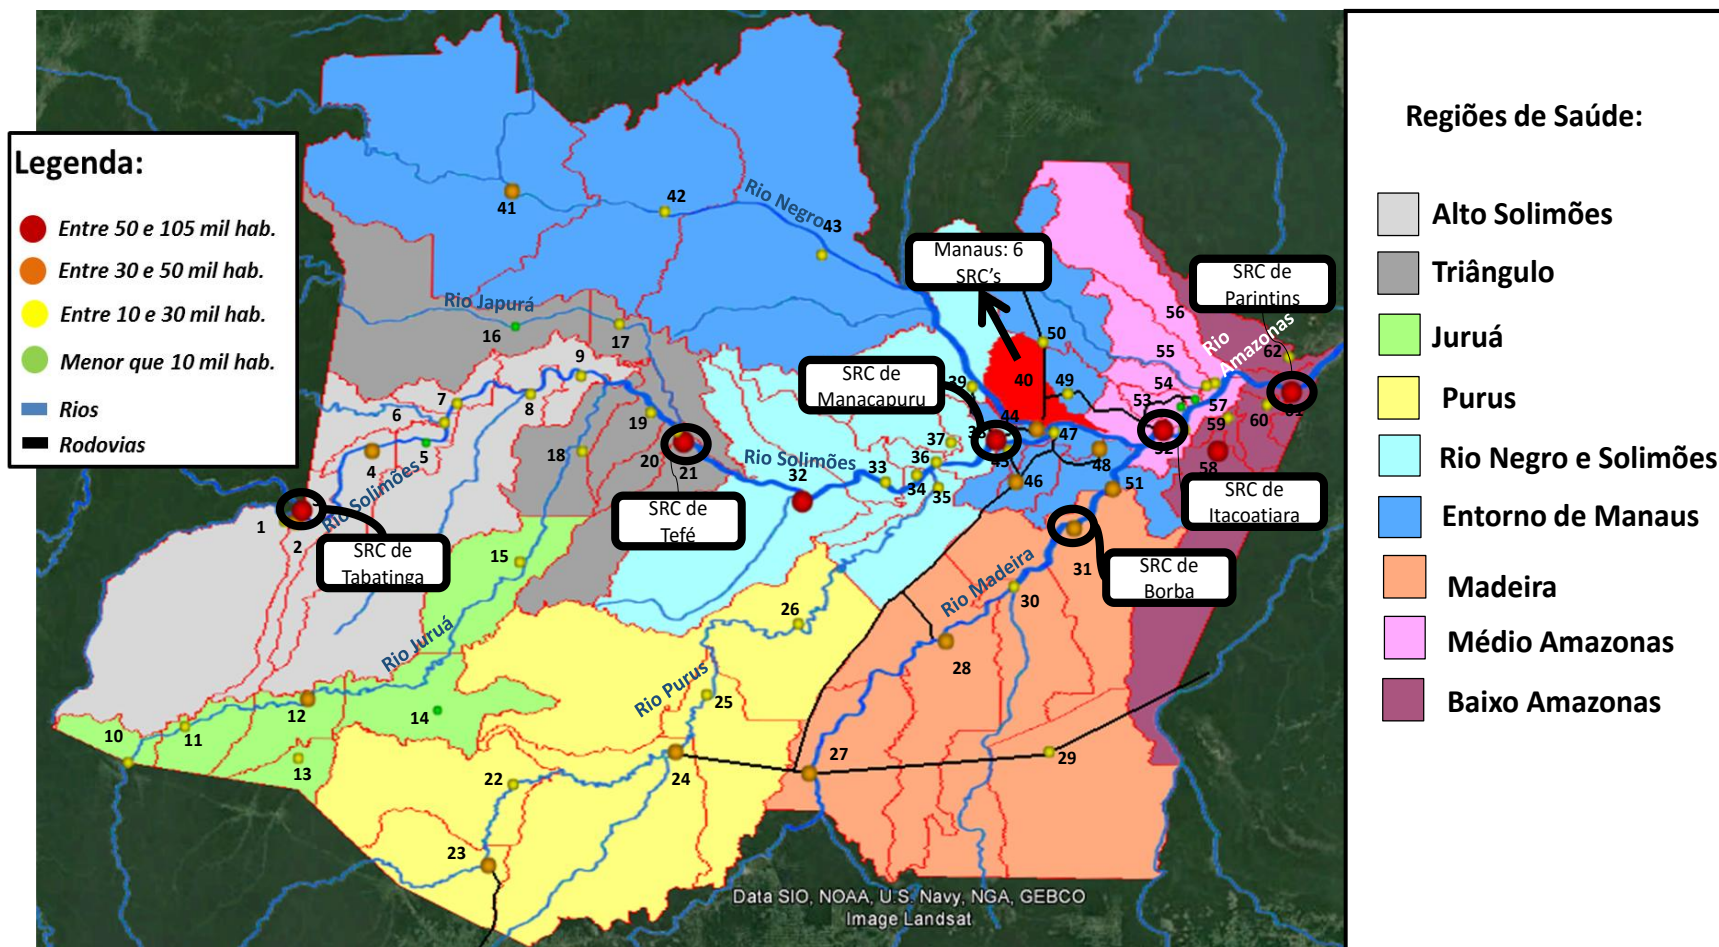 Legenda:
Entre 50 e 105 mil hab.
Entre 30 e 50 mil hab.
Entre 10 e 30 mil hab.
Menor que 10 mil hab.
Rios
Rodovias
Regiões de Saúde:
Alto Solimões
Triângulo
Juruá
Purus
Rio Negro e Solimões
Entorno de Manaus
Madeira
Médio Amazonas
Baixo Amazonas
41
42
Rio Negro
43
Manaus: 6
SRC's
SRC de
Parintins
Rio Japurá
16
17
50
56
55
Rio
Amazonas
62
9
39
40
49
54
SRC de
Manacapuru
7
8
6
19
53
57
59
60
61
44
37
38
47
4
5
18
20
21
Rio Solimões
32
33
36
34
35
45
46
48
52
58
51
Rio Solimões
1
2
SRC de
Tabatinga
SRC de
Tefé
SRC de
Itacoatiara
15
31
SRC de
Borba
Rio Madeira
30
26
28
Rio Juruá
Rio Purus
25
12
14
10
11
13
22
24
27
29
23
Data SIO, NOAA, U.S. Navy, NGA, GEBCO
Image Landsat